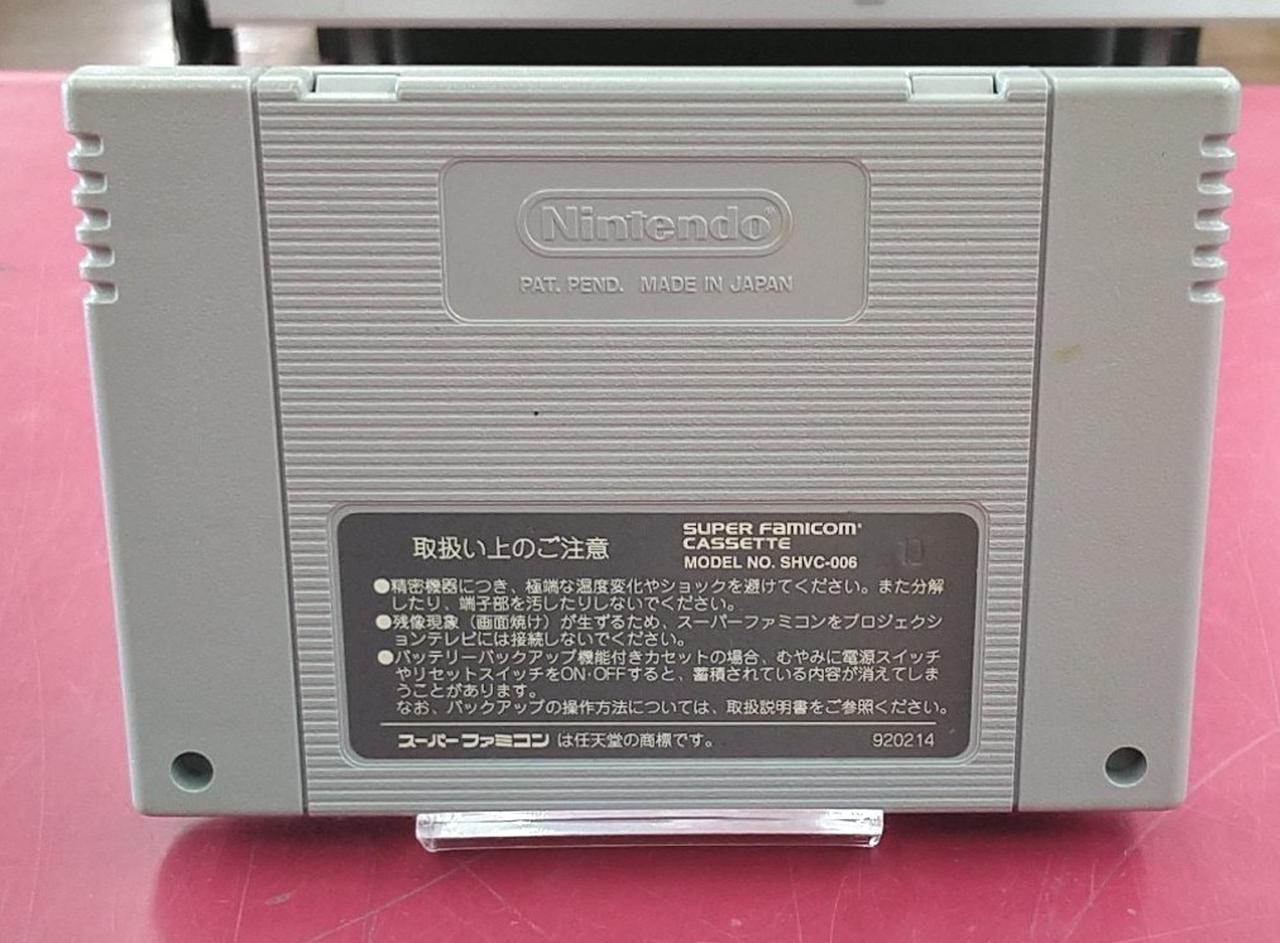 Nintendo®
PAT. PEND. MADE IN JAPAN
取扱い上のご注意
SUPER FAMICOM®
CASSETTE
MODEL NO. SHVC-006
●精密機器につき、極端な温度変化やショックを避けてください。また分解
したり、端子部を汚したりしないでください。
●残像現象（画面焼け）が生ずるため、スーパーファミコンをプロジェクシ
ョンテレビには接続しないでください。
●バッテリーバックアップ機能付きカセットの場合、むやみに電源スイッチ
やリセットスイッチをON·OFFすると、蓄積されている内容が消えてしま
うことがあります。
なお、バックアップの操作方法については、取扱説明書をご参照ください。
スーパーファミコン は任天堂の商標です。
920214